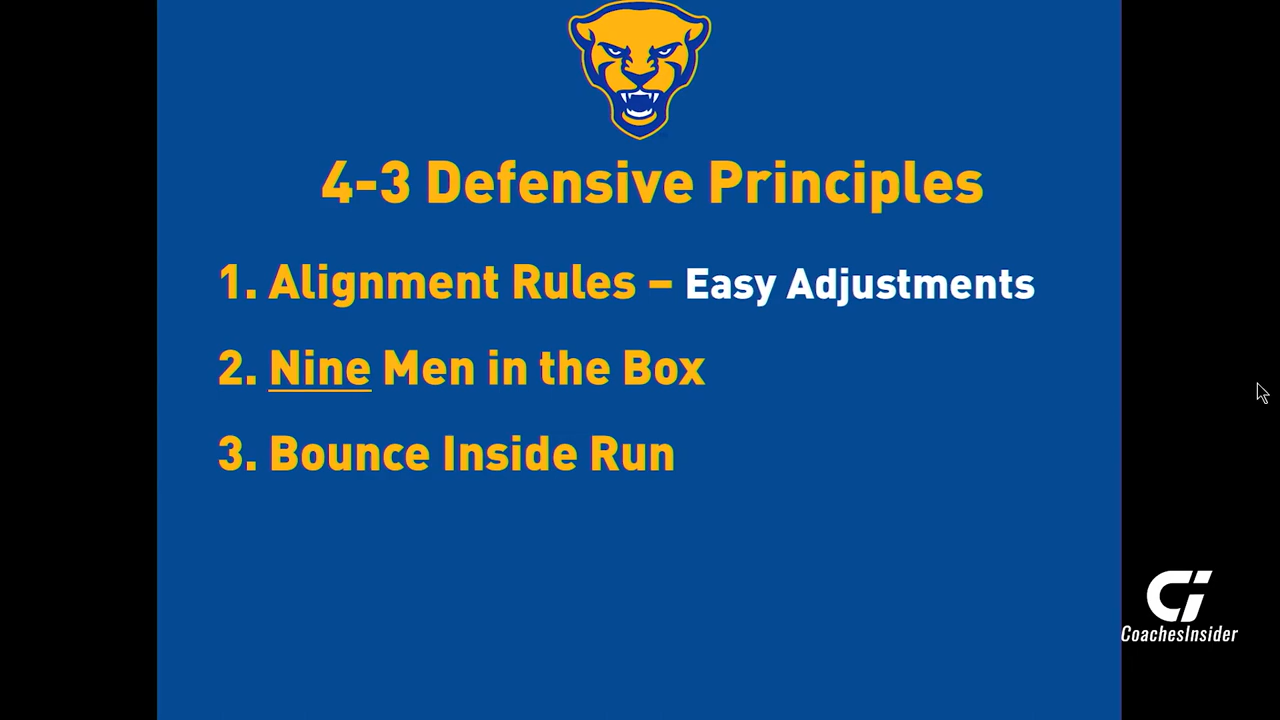 4-3 Defensive Principles
1. Alignment Rules – Easy Adjustments
2. Nine Men in the Box
3. Bounce Inside Run
CoachesInsider